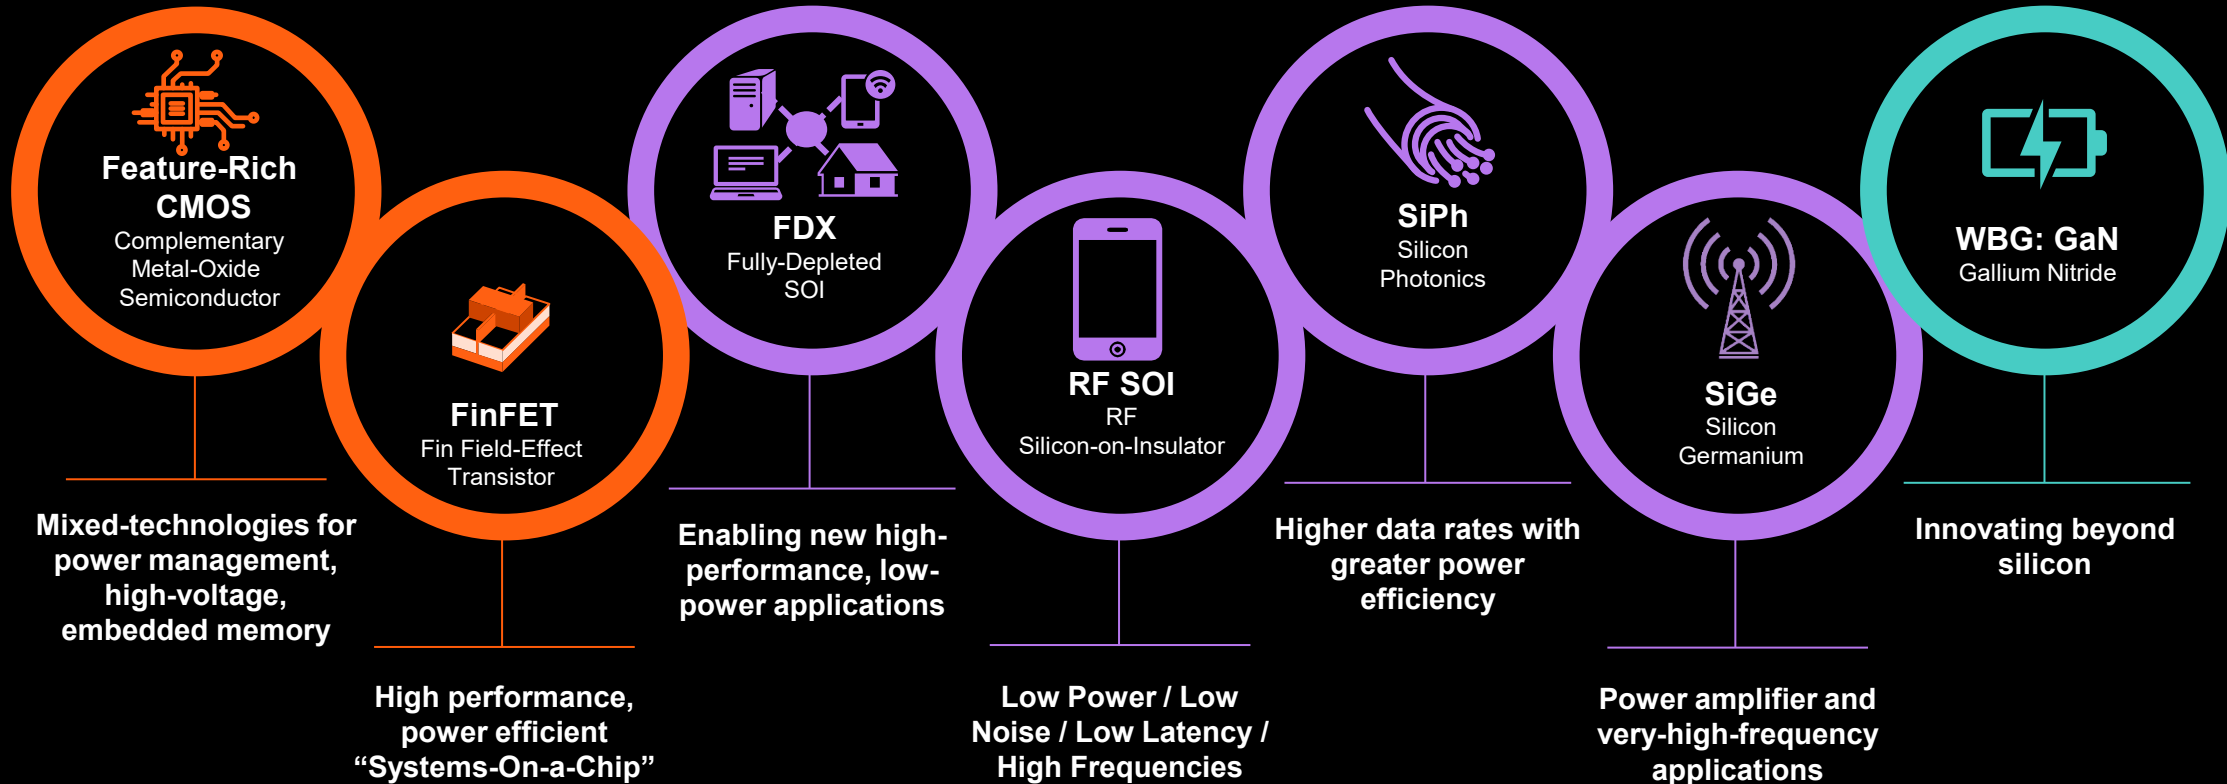 Feature-Rich
CMOS
Complementary
Metal-Oxide
Semiconductor
Mixed-technologies for
power management,
high-voltage,
embedded memory
FinFET
Fin Field-Effect
Transistor
High performance,
power efficient
“Systems-On-a-Chip”
FDX
Fully-Depleted
SOI
Enabling new high-
performance, low-
power applications
RF SOI
RF
Silicon-on-Insulator
Low Power / Low
Noise / Low Latency /
High Frequencies
SiPh
Silicon
Photonics
Higher data rates with
greater power
efficiency
SiGe
Silicon
Germanium
Power amplifier and
very-high-frequency
applications
WBG: GaN
Gallium Nitride
Innovating beyond
silicon